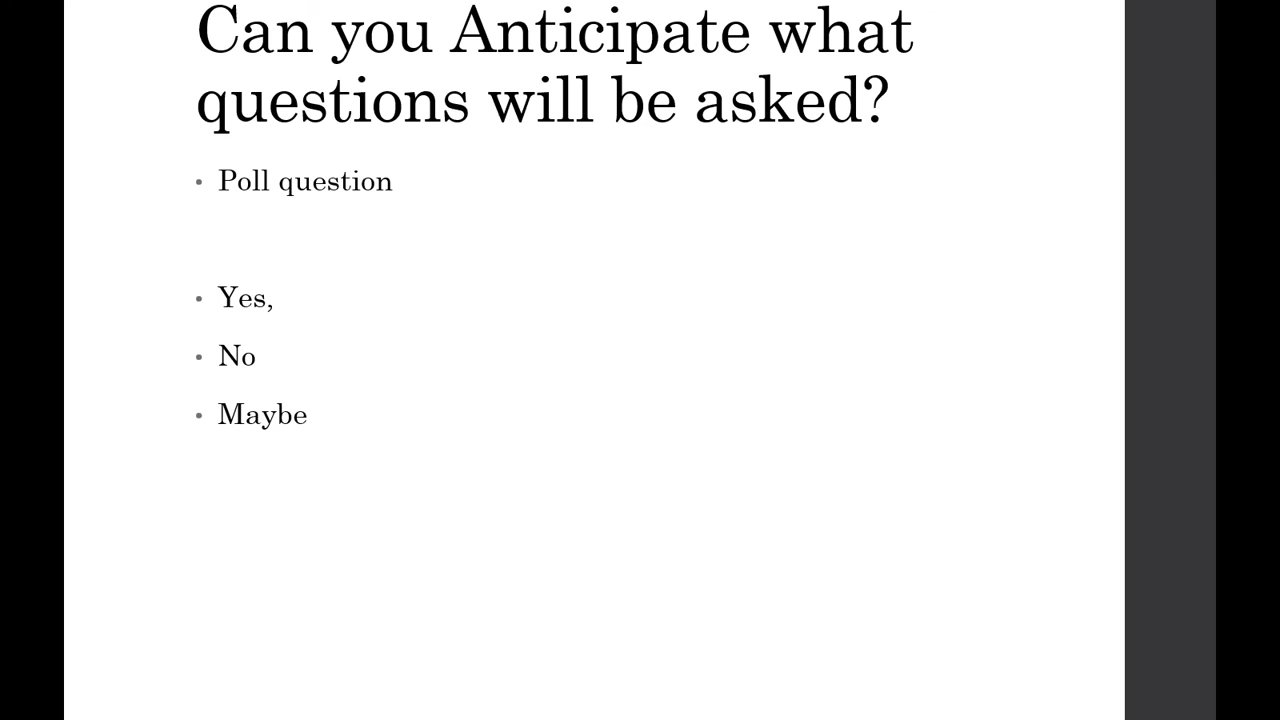 Can you Anticipate what
questions will be asked?
• Poll question
• Yes,
• No
• Maybe